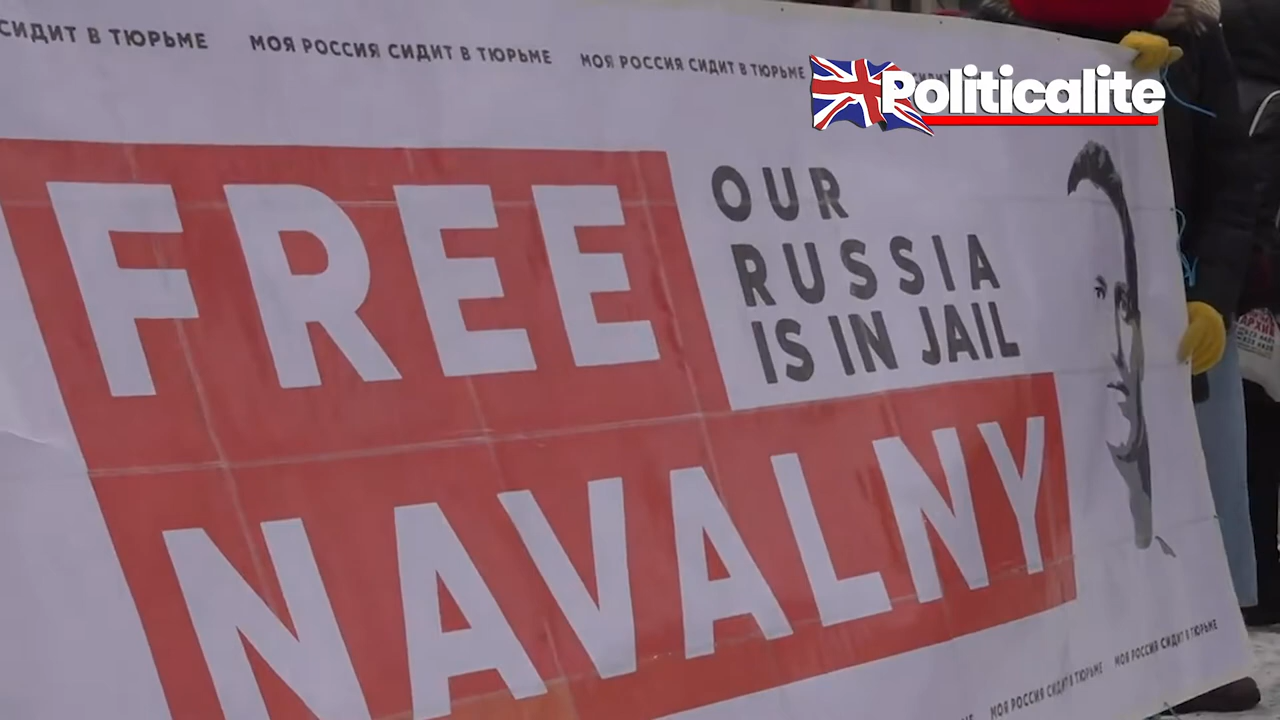 СИДИТ В ТЮРЬМЕ МОЯ РОССИЯ СИДИТ В ТЮРЬМЕ МОЯ РОССИЯ СИДИТ В ТЮРЬМЕ
Politicalite
FREE
OUR
RUSSIA
IS IN JAIL
NAVALNY
МОЯ РОССИЯ СИДИТ В ТЮРЬМЕ МОЯ РОССИЯ СИДИТ В ТЮРЬМЕ